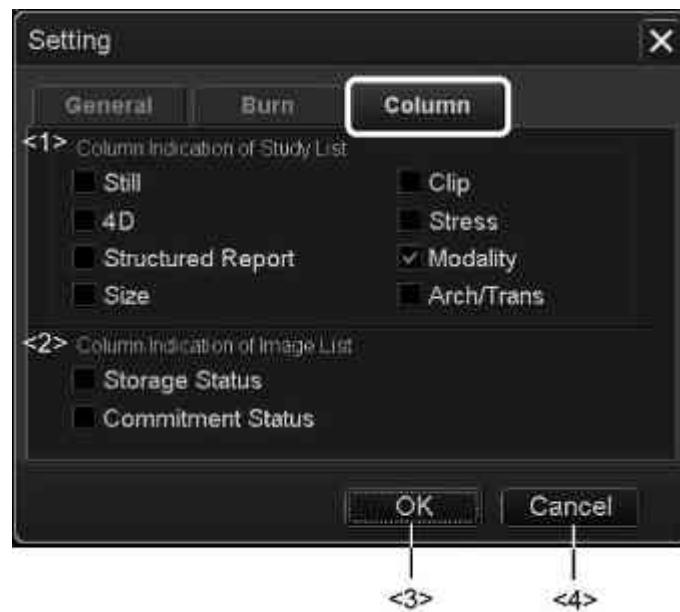 Setting
General Burn Column
<1> Column Indication of Study List
Still Clip
4D Stress
Structured Report Modality
Size Arch/Trans
<2> Column Indication of Image List
Storage Status
Commitment Status
OK Cancel
<3> <4>